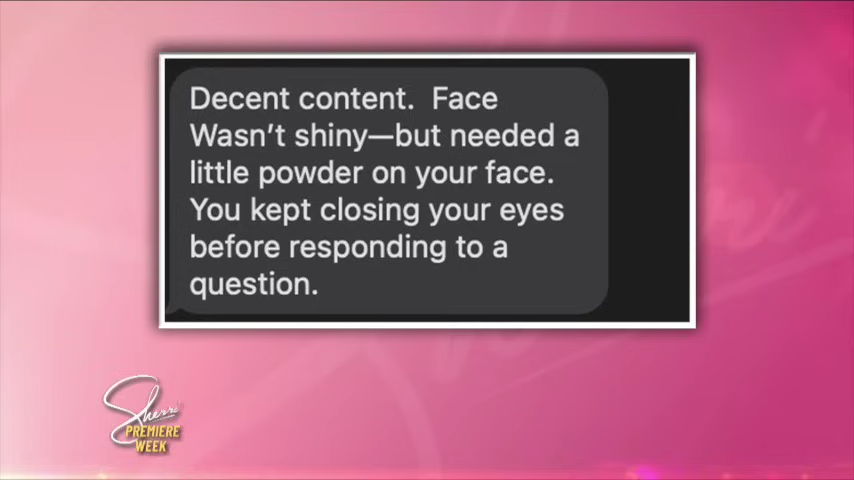 Decent content.  Face
Wasn't shiny—but needed a
little powder on your face.
You kept closing your eyes
before responding to a
question.
Sherri
PREMIERE
WEEK